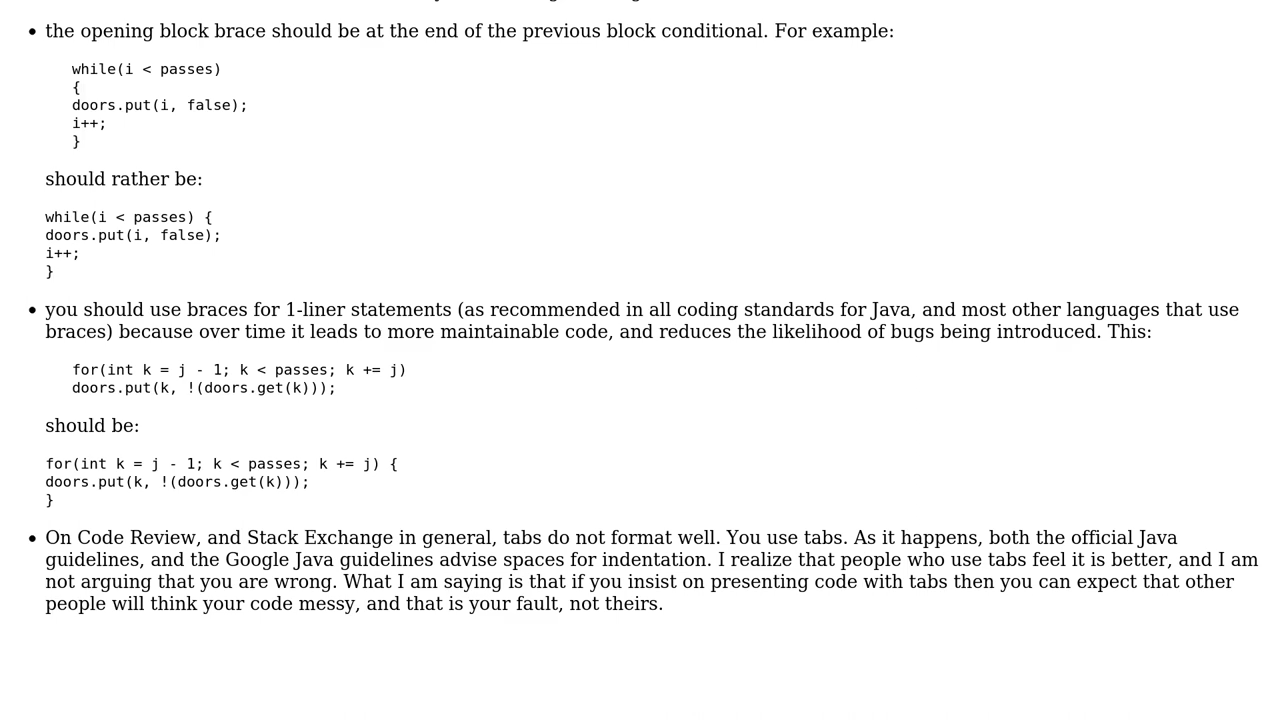 the opening block brace should be at the end of the previous block conditional. For example:
while(i < passes)
{
doors.put(i, false);
i++;
}
should rather be:
while(i < passes) {
doors.put(i, false);
i++;
}
you should use braces for 1-liner statements (as recommended in all coding standards for Java, and most other languages that use
braces) because over time it leads to more maintainable code, and reduces the likelihood of bugs being introduced. This:
for(int k = j - 1; k < passes; k += j)
doors.put(k, !(doors.get(k)));
should be:
for(int k = j - 1; k < passes; k += j) {
doors.put(k, !(doors.get(k)));
}
On Code Review, and Stack Exchange in general, tabs do not format well. You use tabs. As it happens, both the official Java
guidelines, and the Google Java guidelines advise spaces for indentation. I realize that people who use tabs feel it is better, and I am
not arguing that you are wrong. What I am saying is that if you insist on presenting code with tabs then you can expect that other
people will think your code messy, and that is your fault, not theirs.